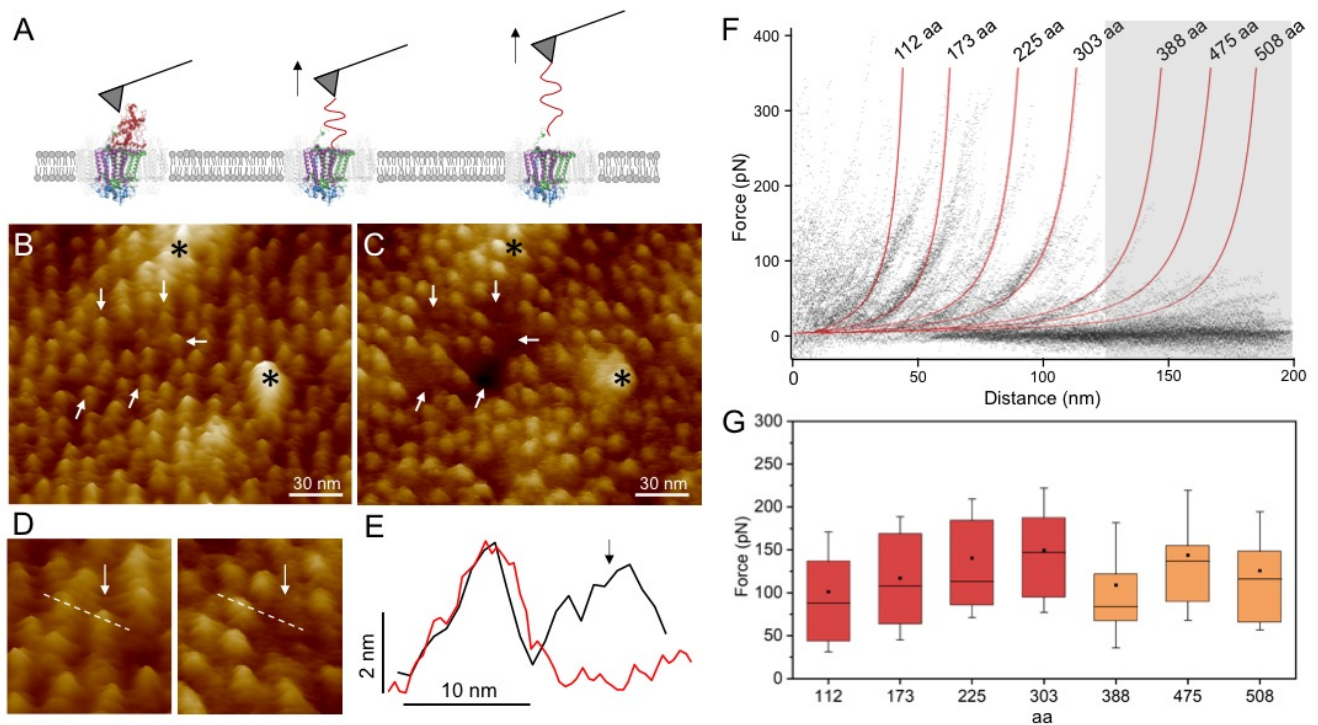 A
B
*
*
30 nm
C
*
*
30 nm
D
E
2 nm
10 nm
F
400
300
200
100
0
Force (pN)
112 aa
173 aa
225 aa
303 aa
388 aa
475 aa
508 aa
0
50
100
150
200
Distance (nm)
G
300
250
200
150
100
50
0
Force (pN)
112
173
225
303
388
475
508
aa